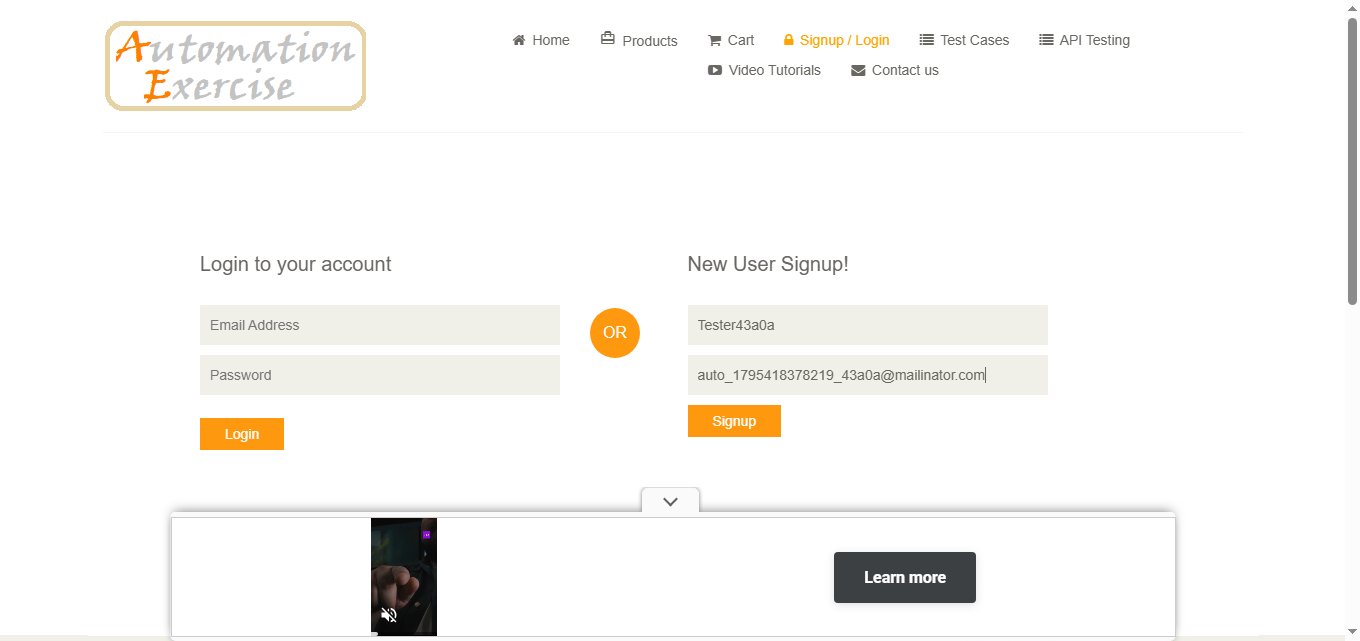 Automation
Exercise
Home Products Cart Signup / Login Test Cases API Testing
Video Tutorials Contact us
Login to your account
Email Address
Password
Login
OR
New User Signup!
Tester43a0a
auto_1795418378219_43a0a@mailinator.com
Signup
Learn more